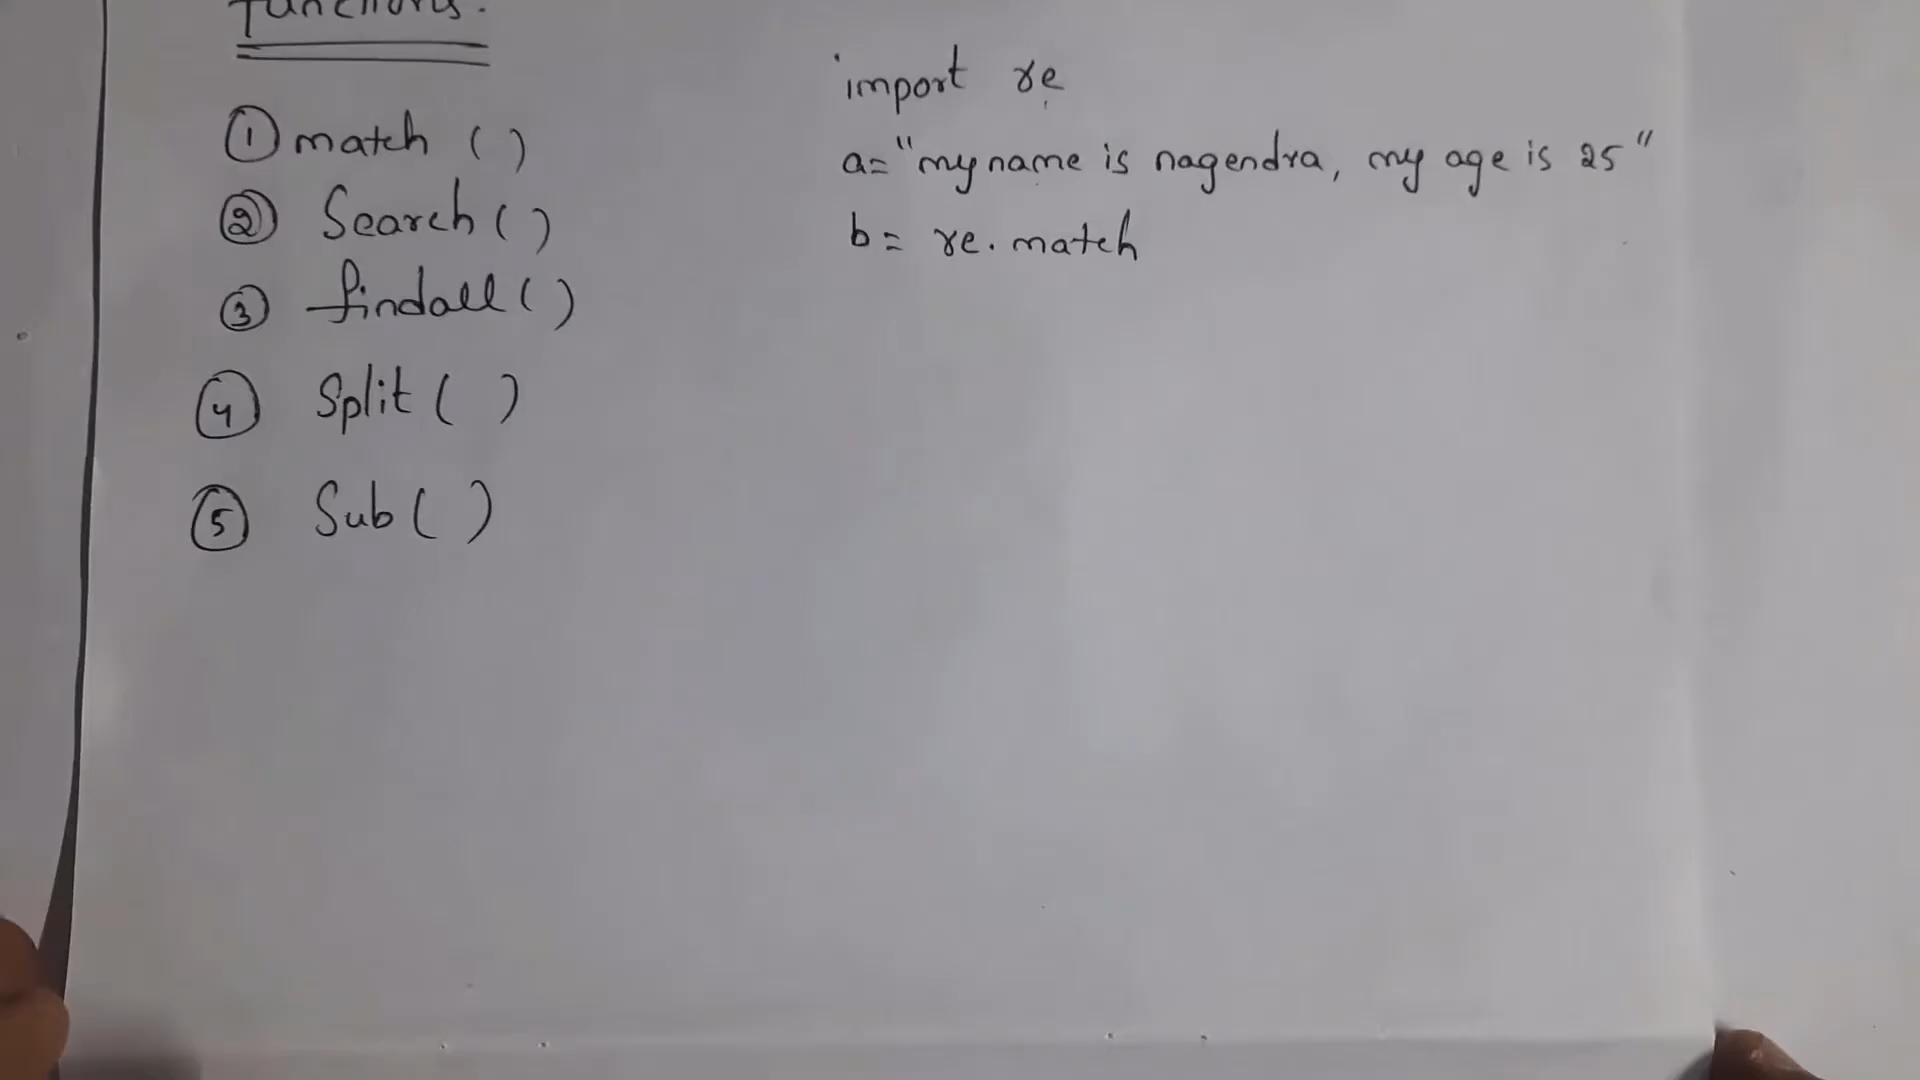 functions.
① match ( )
② Search ( )
③ findall ( )
④ Split ( )
⑤ Sub ( )
import re
a= "my name is nagendra, my age is 25"
b= re. match